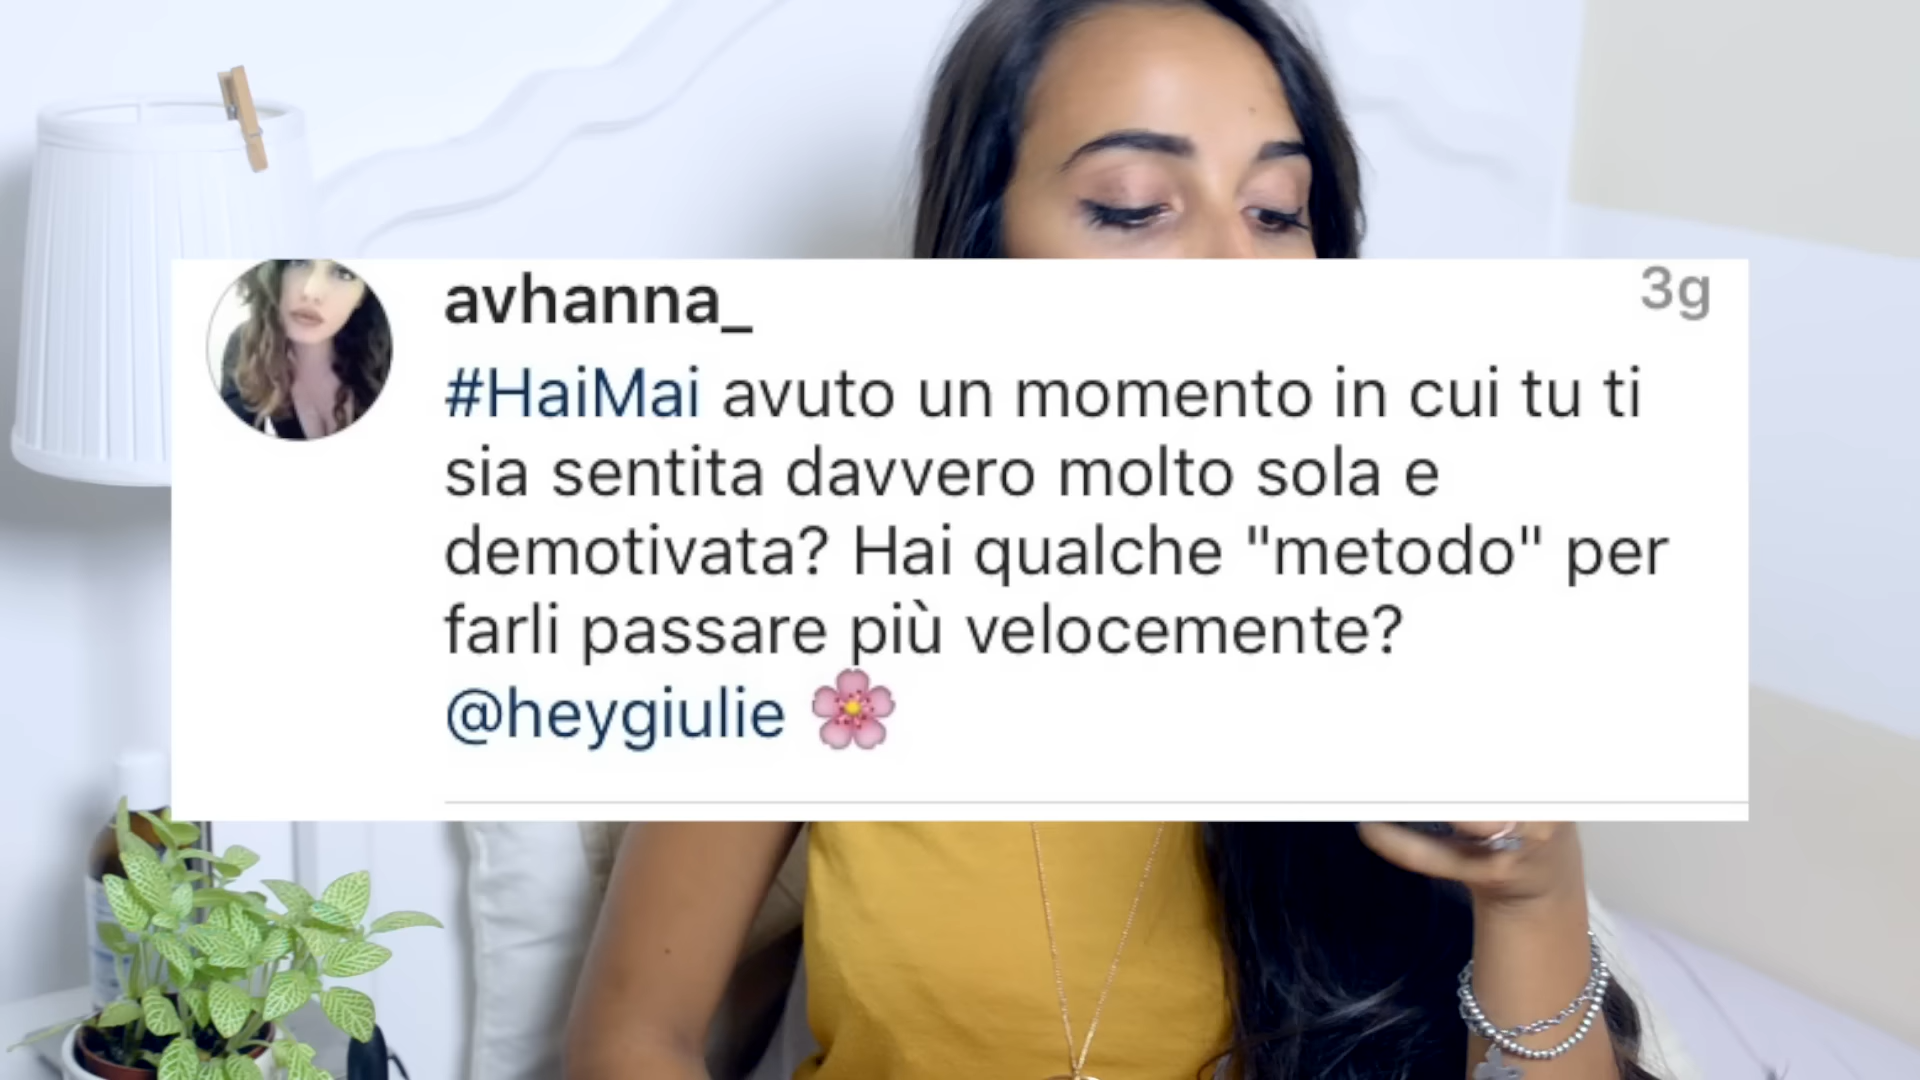 avhanna_
3g
#HaiMai avuto un momento in cui tu ti
sia sentita davvero molto sola e
demotivata? Hai qualche "metodo" per
farli passare più velocemente?
@heygiulie 🌸